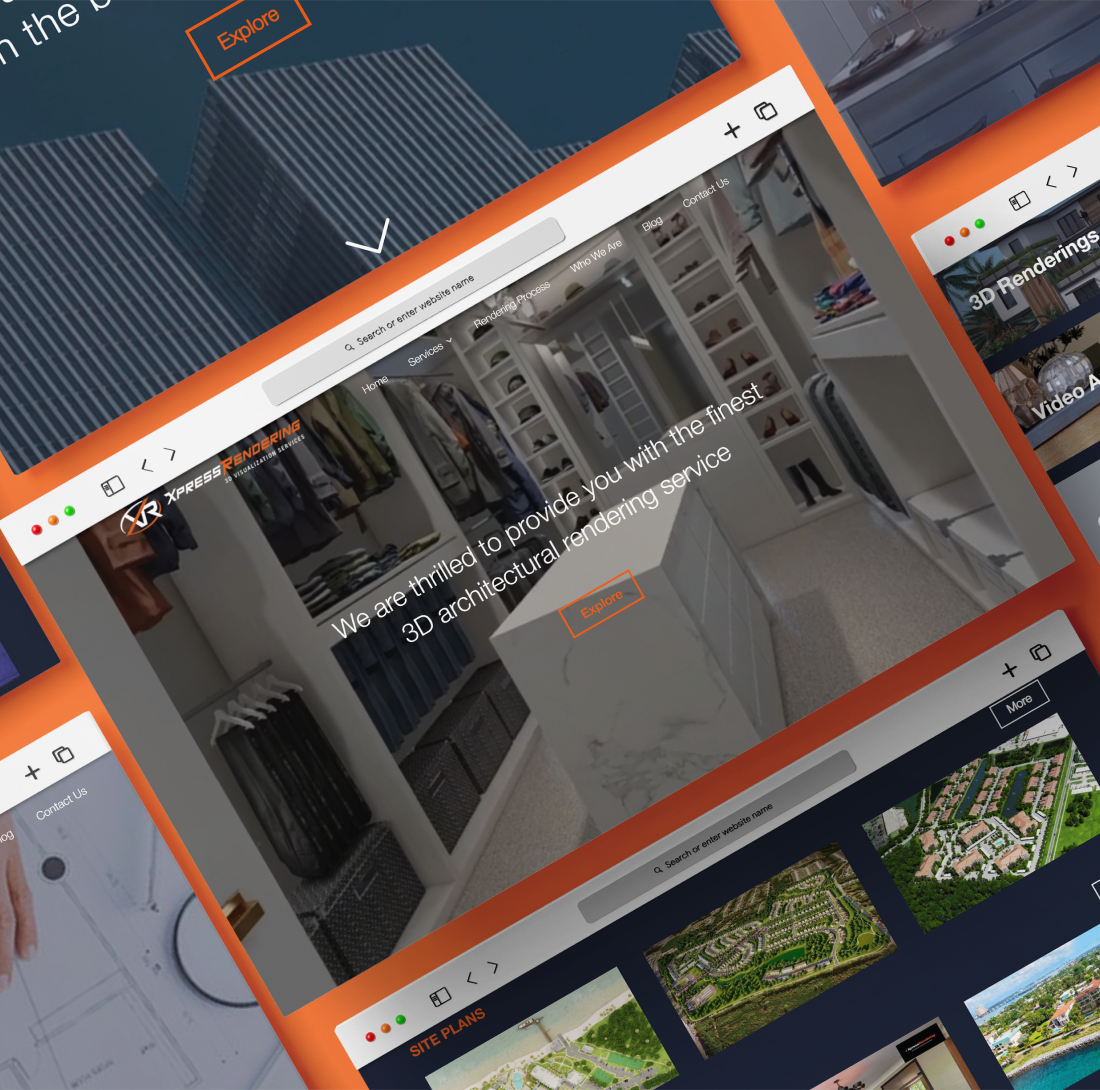 n the b
Explore
Search or enter website name
Home
Services
Rendering Process
Who We Are
Blog
Contact Us
XPRESSRENDERING
3D VISUALIZATION SERVICES
XR
We are thrilled to provide you with the finest
3D architectural rendering service
Explore
3D Renderings
Video A
og
Contact Us
Search or enter website name
More
SITE PLANS